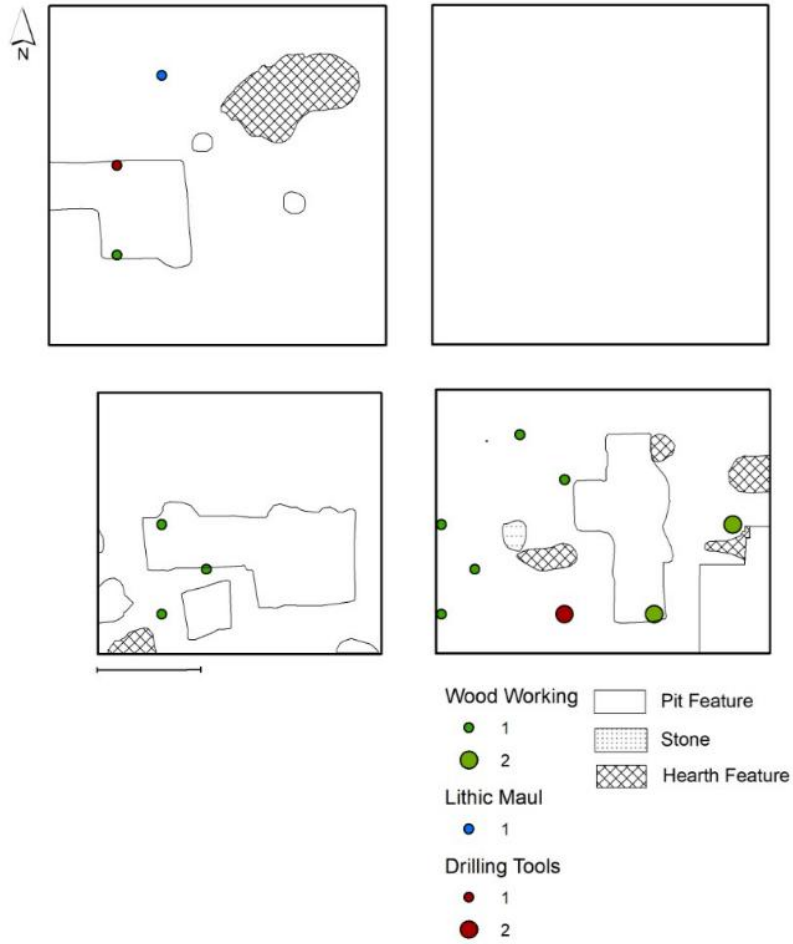 N
Wood Working
1
2
Lithic Maul
1
Drilling Tools
1
2
Pit Feature
Stone
Hearth Feature